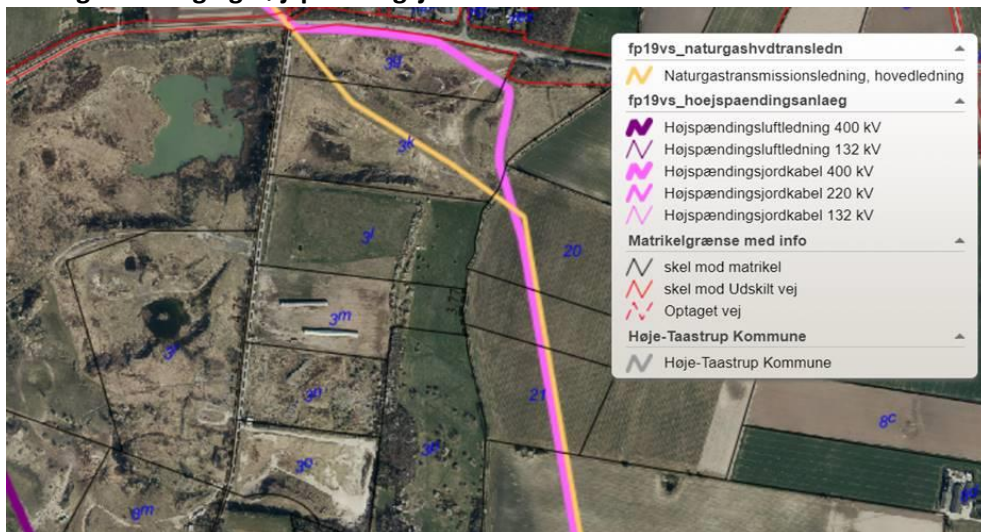 fp19vs_naturgashvdtransledn
Naturgastransmissionsledning, hovedledning
fp19vs_hoejspaendingsanlaeg
Højspændingsluftledning 400 kV
Højspændingsluftledning 132 kV
Højspændingsjordkabel 400 kV
Højspændingsjordkabel 220 kV
Højspændingsjordkabel 132 kV
Matrikelgrænse med info
skel mod matrikel
skel mod Udskilt vej
Optaget vej
Høje-Taastrup Kommune
Høje-Taastrup Kommune
3g
3k
20
3l
3m
3n
21
8c
3o
9m